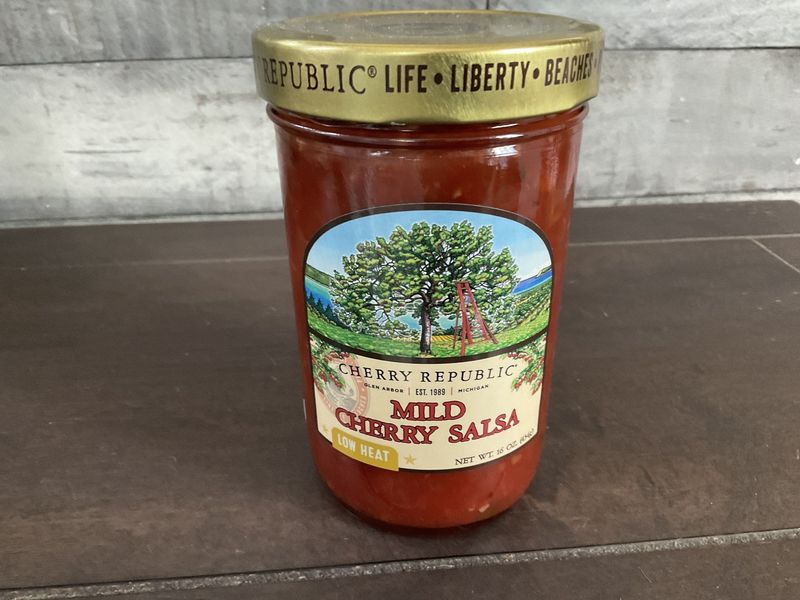 REPUBLIC® LIFE • LIBERTY • BEACHES •
CHERRY REPUBLIC®
GLEN ARBOR | EST. 1989 | MICHIGAN
MILD
CHERRY SALSA
LOW HEAT
NET WT. 16 OZ.